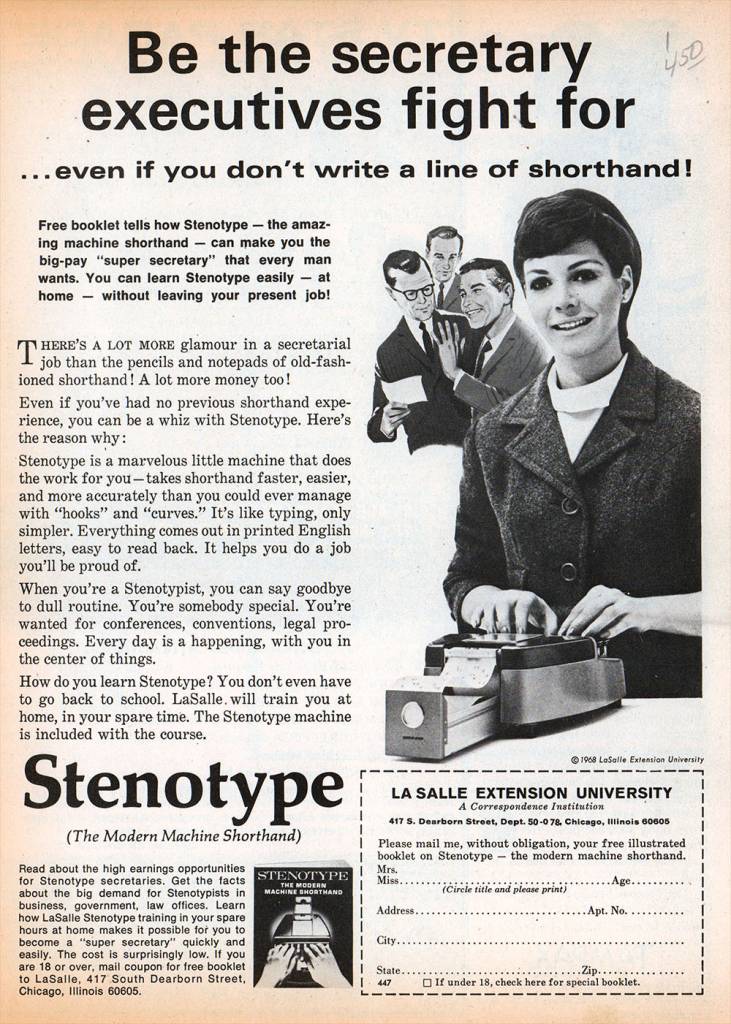 Be the secretary
executives fight for
1450
...even if you don't write a line of shorthand!
Free booklet tells how Stenotype — the amaz-
ing machine shorthand — can make you the
big-pay "super secretary" that every man
wants. You can learn Stenotype easily — at
home — without leaving your present job!
THERE'S A LOT MORE glamour in a secretarial
job than the pencils and notepads of old-fash-
ioned shorthand! A lot more money too!
Even if you've had no previous shorthand expe-
rience, you can be a whiz with Stenotype. Here's
the reason why:
Stenotype is a marvelous little machine that does
the work for you—takes shorthand faster, easier,
and more accurately than you could ever manage
with "hooks" and "curves." It's like typing, only
simpler. Everything comes out in printed English
letters, easy to read back. It helps you do a job
you'll be proud of.
When you're a Stenotypist, you can say goodbye
to dull routine. You're somebody special. You're
wanted for conferences, conventions, legal pro-
ceedings. Every day is a happening, with you in
the center of things.
How do you learn Stenotype? You don't even have
to go back to school. LaSalle will train you at
home, in your spare time. The Stenotype machine
is included with the course.
© 1968 LaSalle Extension University
Stenotype
(The Modern Machine Shorthand)
Read about the high earnings opportunities
for Stenotype secretaries. Get the facts
about the big demand for Stenotypists in
business, government, law offices. Learn
how LaSalle Stenotype training in your spare
hours at home makes it possible for you to
become a "super secretary" quickly and
easily. The cost is surprisingly low. If you
are 18 or over, mail coupon for free booklet
to LaSalle, 417 South Dearborn Street,
Chicago, Illinois 60605.
STENOTYPE
THE MODERN
MACHINE SHORTHAND
LA SALLE EXTENSION UNIVERSITY
A Correspondence Institution
417 S. Dearborn Street, Dept. 50-078, Chicago, Illinois 60605
Please mail me, without obligation, your free illustrated
booklet on Stenotype — the modern machine shorthand.
Mrs.
Miss..........Age..........
(Circle title and please print)
Address..........Apt. No...........
City..........
State..........Zip..........
447 □ If under 18, check here for special booklet.